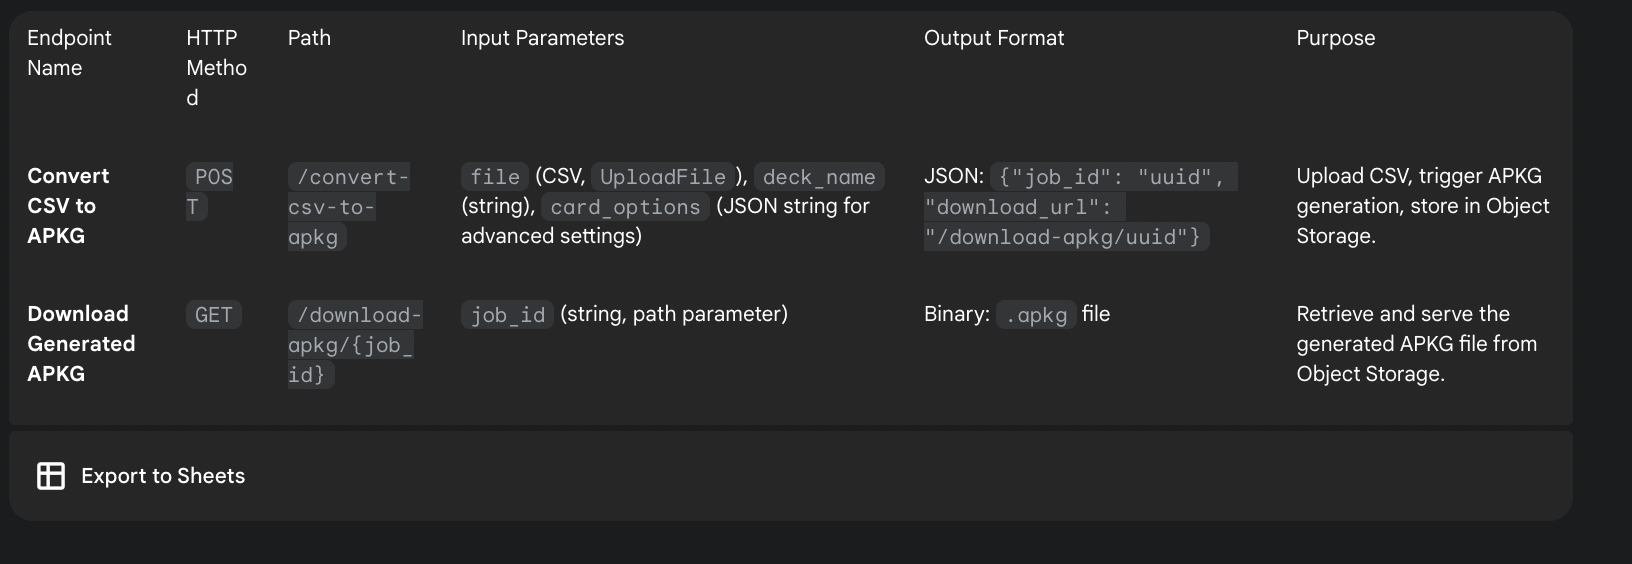 Endpoint Name
HTTP Method
Path
Input Parameters
Output Format
Purpose
Convert
CSV to
APKG
POS
T
/convert-
csv-to-
apkg
file (CSV, UploadFile), deck_name
(string), card_options (JSON string for
advanced settings)
JSON: {"job_id": "uuid",
"download_url":
"/download-apkg/uuid"}
Upload CSV, trigger APKG
generation, store in Object
Storage.
Download
Generated
APKG
GET
/download-
apkg/{job_
id}
job_id (string, path parameter)
Binary: .apkg file
Retrieve and serve the
generated APKG file from
Object Storage.
Export to Sheets